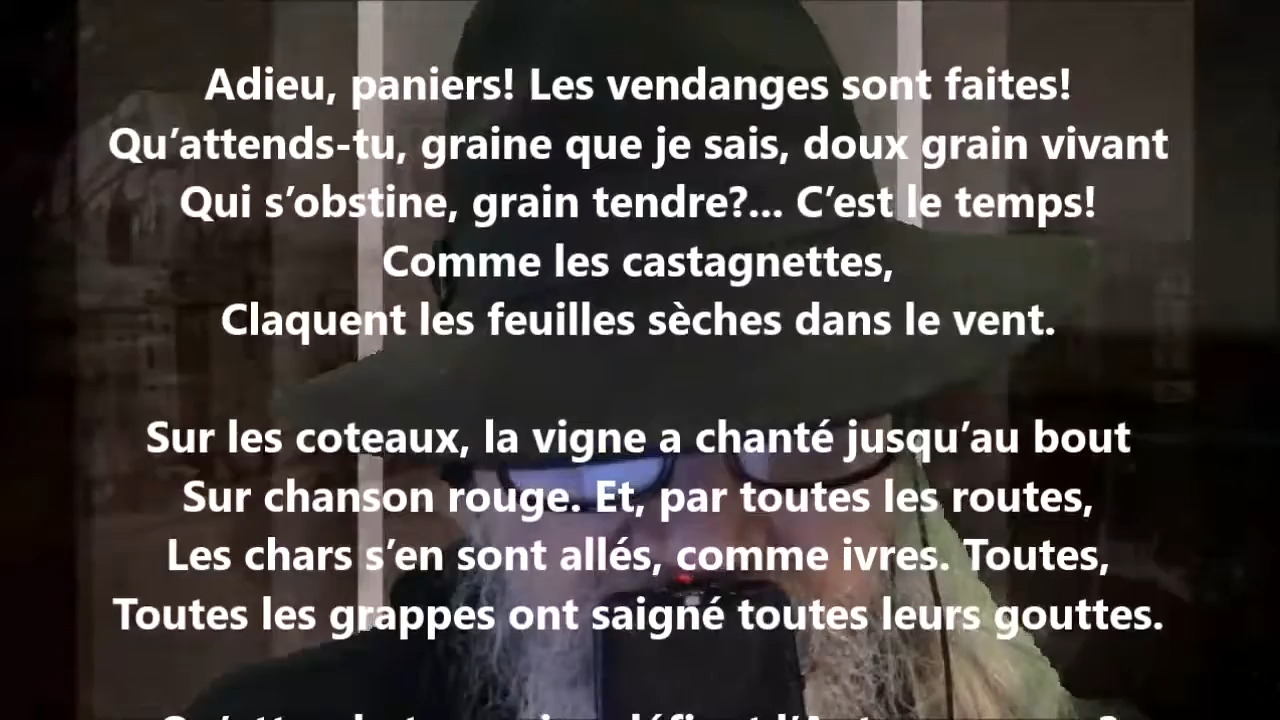 Adieu, paniers! Les vendanges sont faites!
Qu’attends-tu, graine que je sais, doux grain vivant
Qui s’obstine, grain tendre?... C’est le temps!
Comme les castagnettes,
Claquent les feuilles sèches dans le vent.
Sur les coteaux, la vigne a chanté jusqu’au bout
Sur chanson rouge. Et, par toutes les routes,
Les chars s’en sont allés, comme ivres. Toutes,
Toutes les grappes ont saigné toutes leurs gouttes.